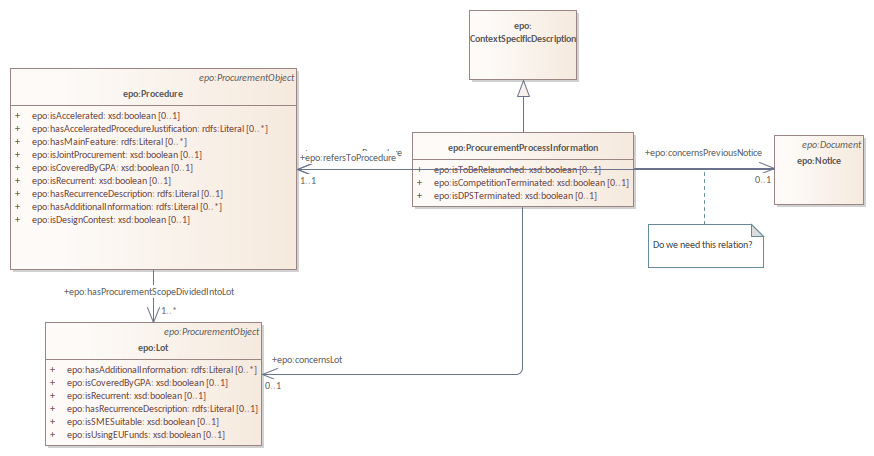 epo:
ContextSpecificDescription
epo:ProcurementObject
epo:Procedure
+ epo:isAccelerated: xsd:boolean [0..1]
+ epo:hasAcceleratedProcedureJustification: rdfs:Literal [0..*]
+ epo:hasMainFeature: rdfs:Literal [0..*]
+ epo:isJointProcurement: xsd:boolean [0..1]
+ epo:isCoveredByGPA: xsd:boolean [0..1]
+ epo:isRecurrent: xsd:boolean [0..1]
+ epo:hasRecurrenceDescription: rdfs:Literal [0..1]
+ epo:hasAdditionalInformation: rdfs:Literal [0..*]
+ epo:isDesignContest: xsd:boolean [0..1]
+epo:refersToProcedure
1..1
epo:ProcurementProcessInformation
+ epo:isToBeRelaunched: xsd:boolean [0..1]
+ epo:isCompetitionTerminated: xsd:boolean [0..1]
+ epo:isDPSTerminated: xsd:boolean [0..1]
+epo:concernsPreviousNotice
0..1
epo:Document
epo:Notice
Do we need this relation?
+epo:hasProcurementScopeDividedIntoLot
1..*
epo:ProcurementObject
epo:Lot
+ epo:hasAdditionalInformation: rdfs:Literal [0..*]
+ epo:isCoveredByGPA: xsd:boolean [0..1]
+ epo:isRecurrent: xsd:boolean [0..1]
+ epo:hasRecurrenceDescription: rdfs:Literal [0..1]
+ epo:isSMESuitable: xsd:boolean [0..1]
+ epo:isUsingEUFunds: xsd:boolean [0..1]
+epo:concernsLot
0..1